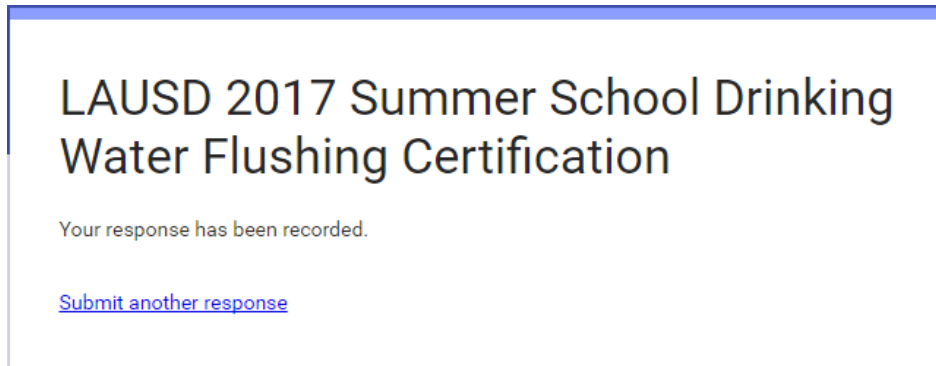 LAUSD 2017 Summer School Drinking
Water Flushing Certification
Your response has been recorded.
Submit another response